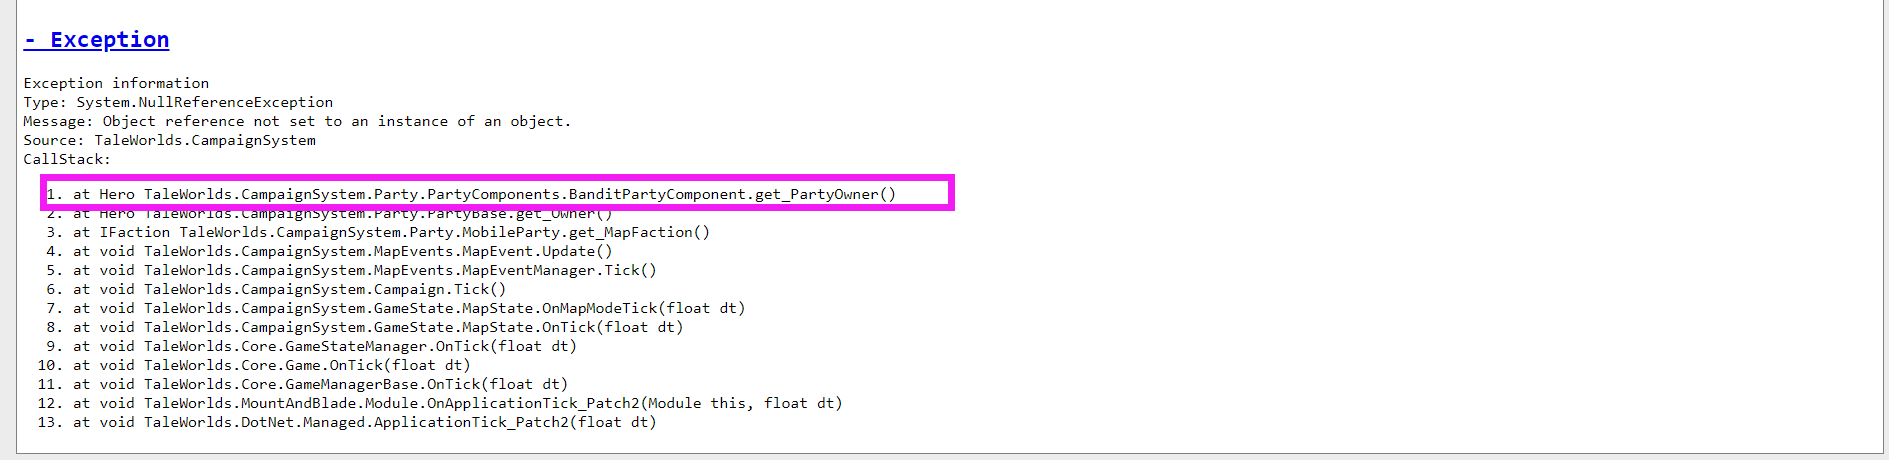 - Exception
Exception information
Type: System.NullReferenceException
Message: Object reference not set to an instance of an object.
Source: TaleWorlds.CampaignSystem
CallStack:
1. at Hero TaleWorlds.CampaignSystem.Party.PartyComponents.BanditPartyComponent.get_PartyOwner()
2. at Hero TaleWorlds.CampaignSystem.Party.PartyBase.get_Owner()
3. at IFaction TaleWorlds.CampaignSystem.Party.MobileParty.get_MapFaction()
4. at void TaleWorlds.CampaignSystem.MapEvents.MapEvent.Update()
5. at void TaleWorlds.CampaignSystem.MapEvents.MapEventManager.Tick()
6. at void TaleWorlds.CampaignSystem.Campaign.Tick()
7. at void TaleWorlds.CampaignSystem.GameState.MapState.OnMapModeTick(float dt)
8. at void TaleWorlds.CampaignSystem.GameState.MapState.OnTick(float dt)
9. at void TaleWorlds.Core.GameStateManager.OnTick(float dt)
10. at void TaleWorlds.Core.Game.OnTick(float dt)
11. at void TaleWorlds.Core.GameManagerBase.OnTick(float dt)
12. at void TaleWorlds.MountAndBlade.Module.OnApplicationTick_Patch2(Module this, float dt)
13. at void TaleWorlds.DotNet.Managed.ApplicationTick_Patch2(float dt)